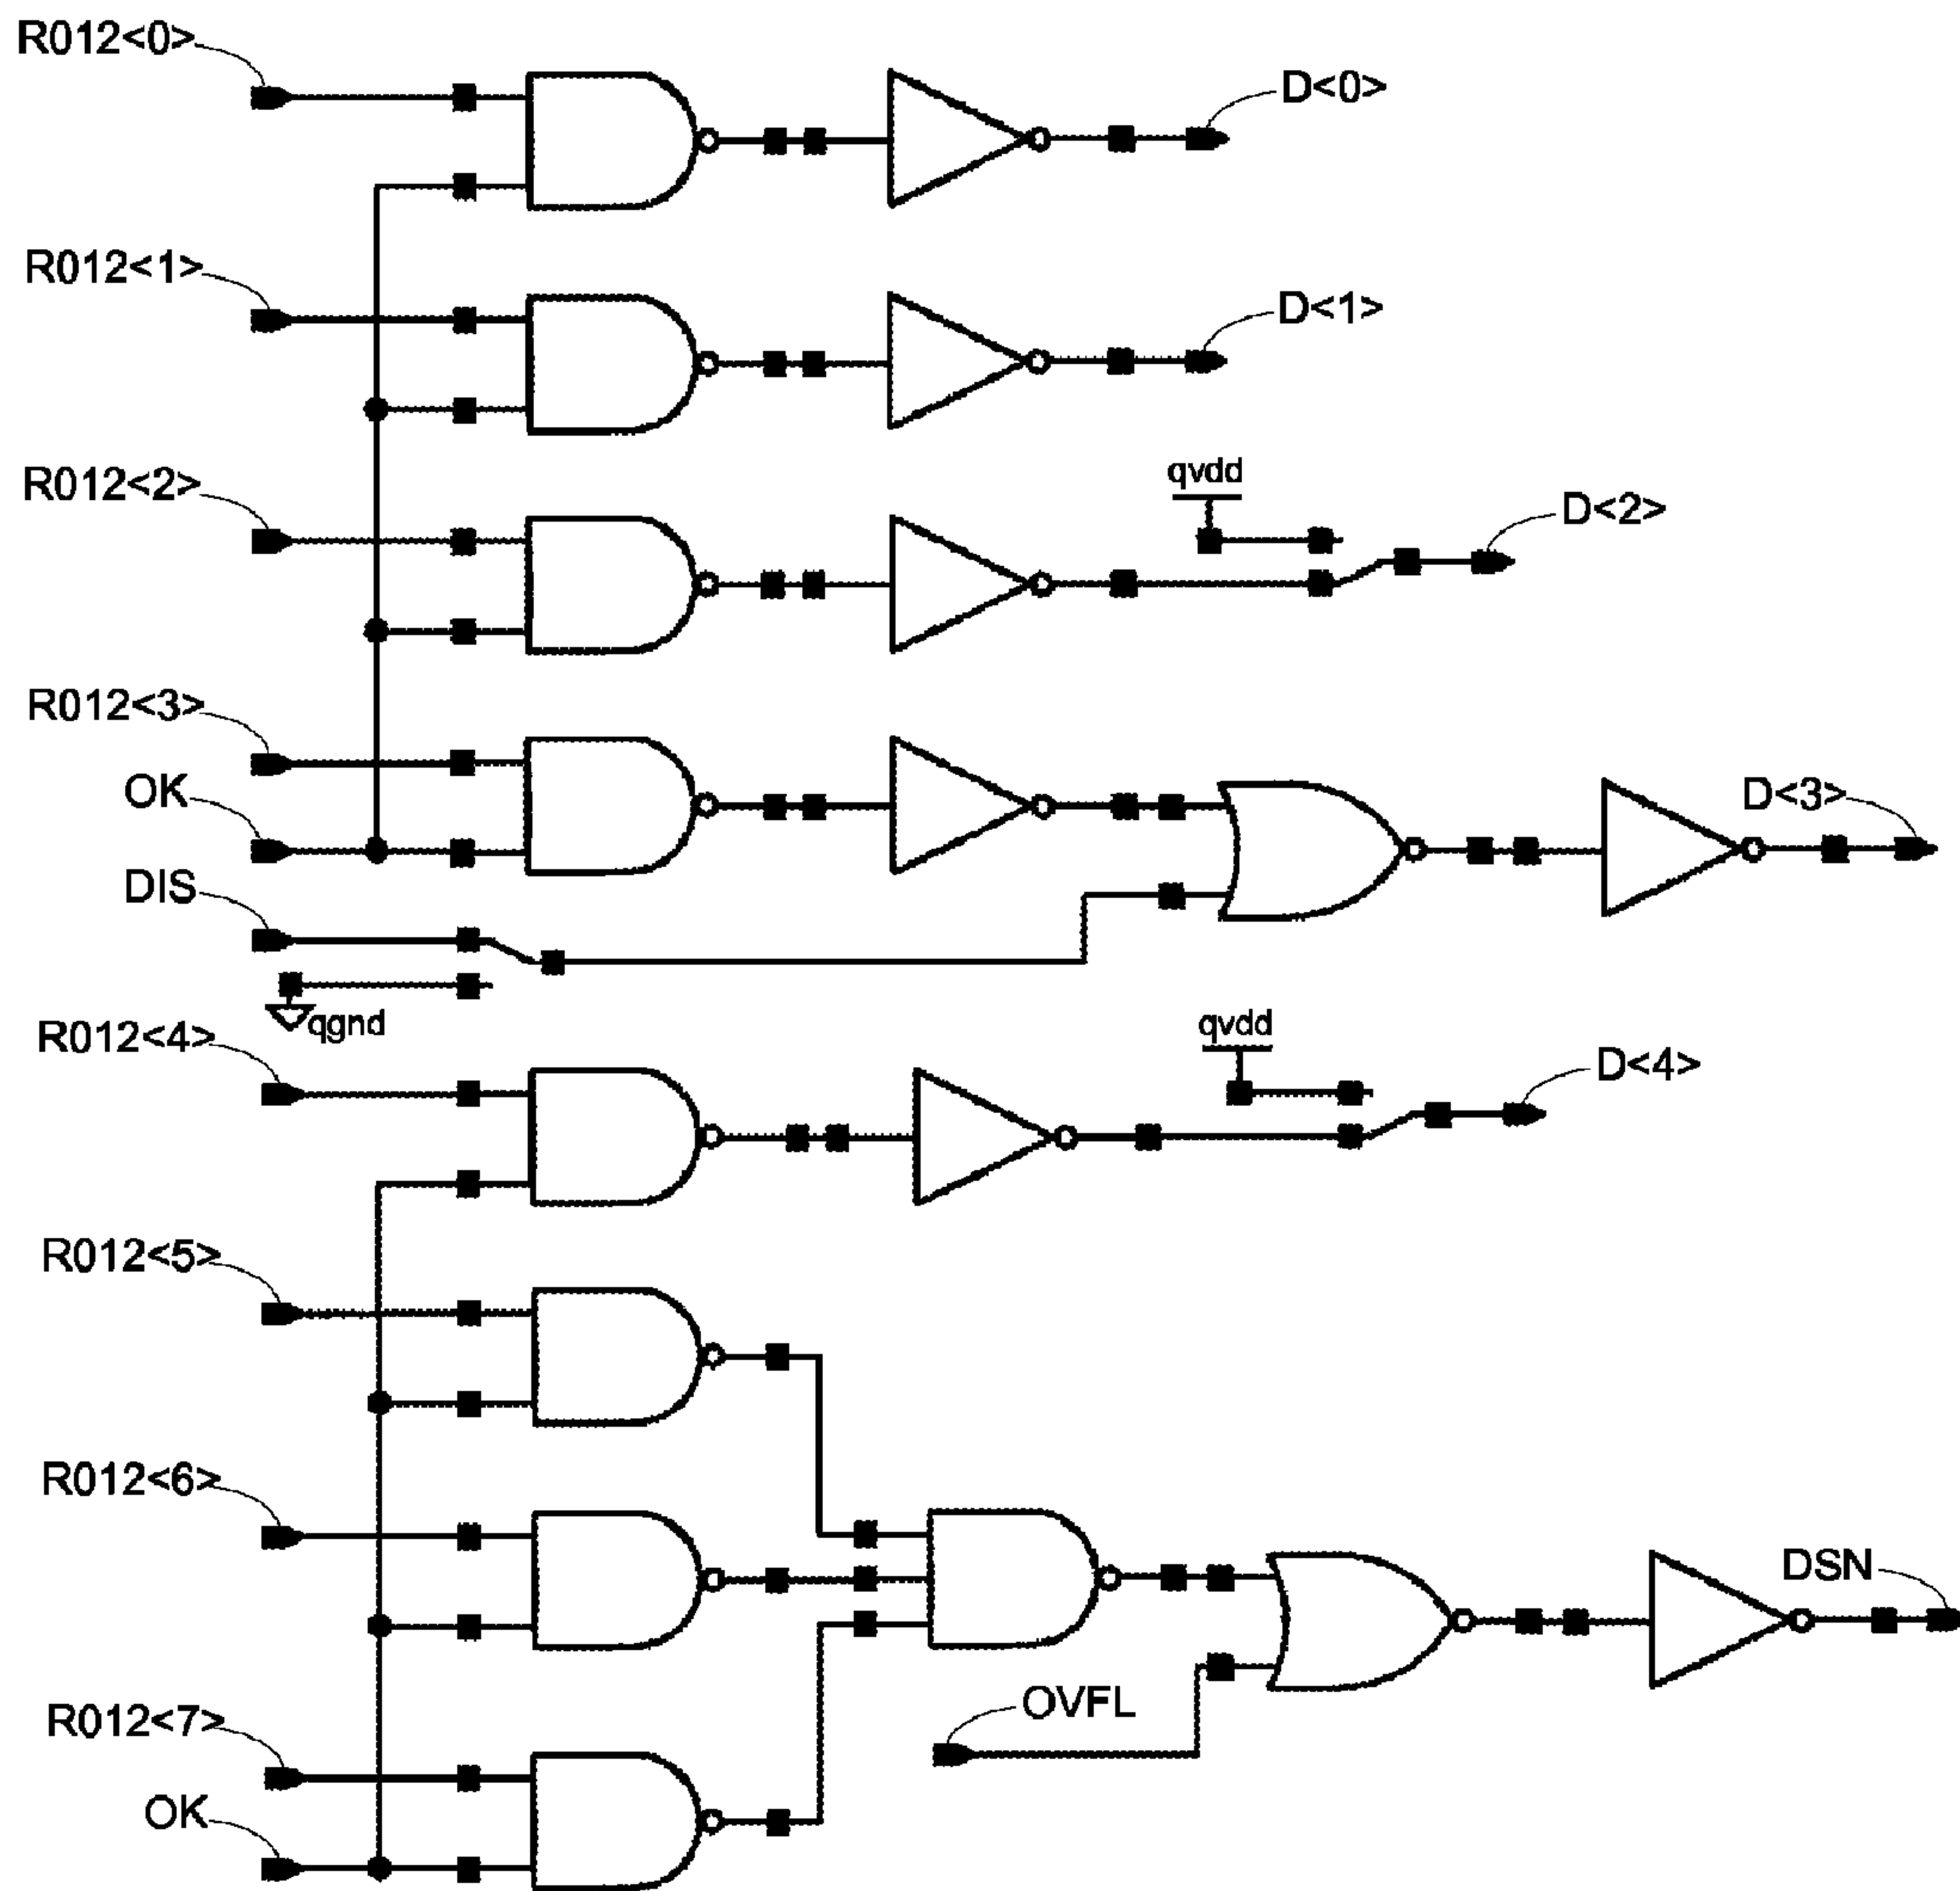 R012<0>
D<0>
R012<1>
D<1>
R012<2>
qvdd
D<2>
R012<3>
OK
D<3>
DIS
qgnd
R012<4>
qvdd
D<4>
R012<5>
R012<6>
DSN
R012<7>
OVFL
OK